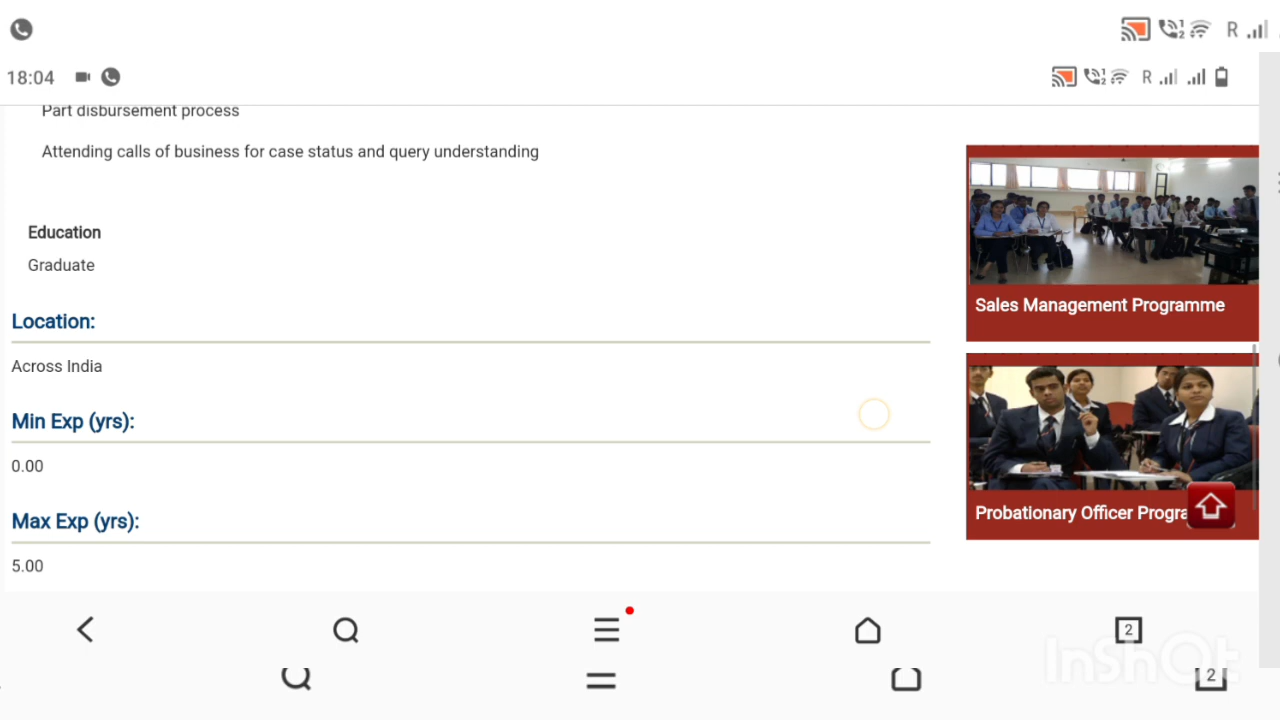 18:04
R
R
Part disbursement process
Attending calls of business for case status and query understanding
Education
Graduate
Location:
Across India
Min Exp (yrs):
0.00
Max Exp (yrs):
5.00
Sales Management Programme
Probationary Officer Progra
2
InShOt
2